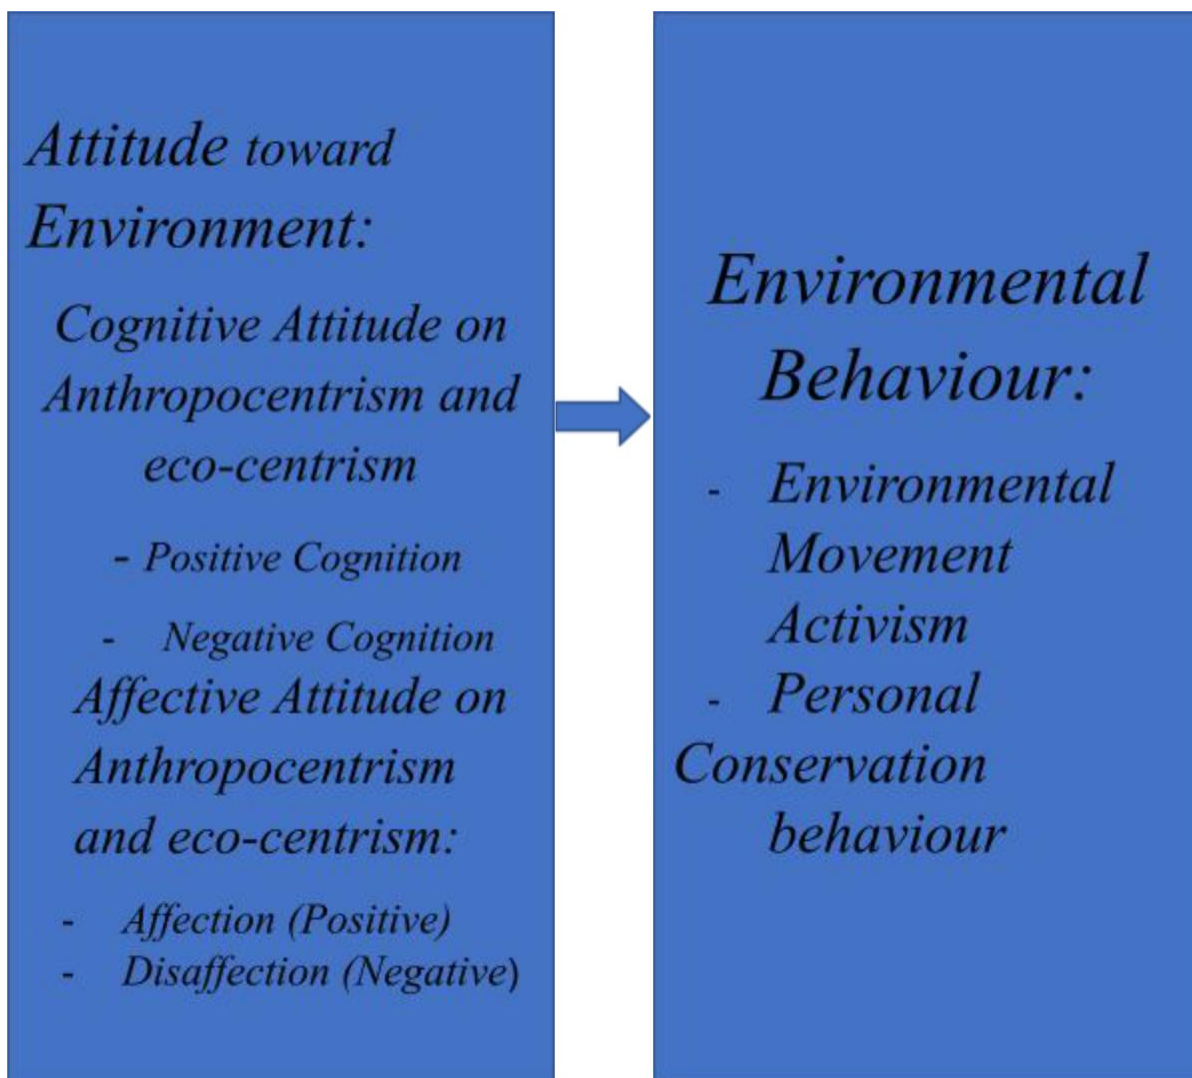 Attitude toward
Environment:
Cognitive Attitude on
Anthropocentrism and
eco-centrism
- Positive Cognition
- Negative Cognition
Affective Attitude on
Anthropocentrism
and eco-centrism:
- Affection (Positive)
- Disaffection (Negative)
Environmental
Behaviour:
- Environmental
Movement
Activism
- Personal
Conservation
behaviour